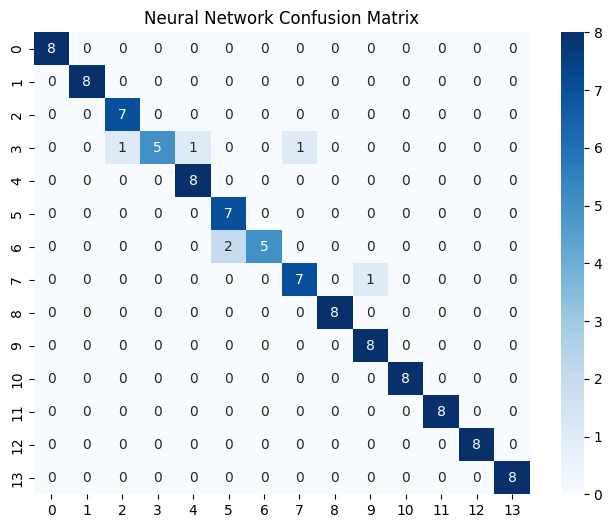 Neural Network Confusion Matrix
0 8 0 0 0 0 0 0 0 0 0 0 0 0 0
1 0 8 0 0 0 0 0 0 0 0 0 0 0 0
2 0 0 7 0 0 0 0 0 0 0 0 0 0 0
3 0 0 1 5 1 0 0 1 0 0 0 0 0 0
4 0 0 0 0 8 0 0 0 0 0 0 0 0 0
5 0 0 0 0 0 7 0 0 0 0 0 0 0 0
6 0 0 0 0 0 2 5 0 0 0 0 0 0 0
7 0 0 0 0 0 0 0 7 0 1 0 0 0 0
8 0 0 0 0 0 0 0 0 8 0 0 0 0 0
9 0 0 0 0 0 0 0 0 0 8 0 0 0 0
10 0 0 0 0 0 0 0 0 0 0 8 0 0 0
11 0 0 0 0 0 0 0 0 0 0 0 8 0 0
12 0 0 0 0 0 0 0 0 0 0 0 0 8 0
13 0 0 0 0 0 0 0 0 0 0 0 0 0 8
0 1 2 3 4 5 6 7 8 9 10 11 12 13
8
7
6
5
4
3
2
1
0